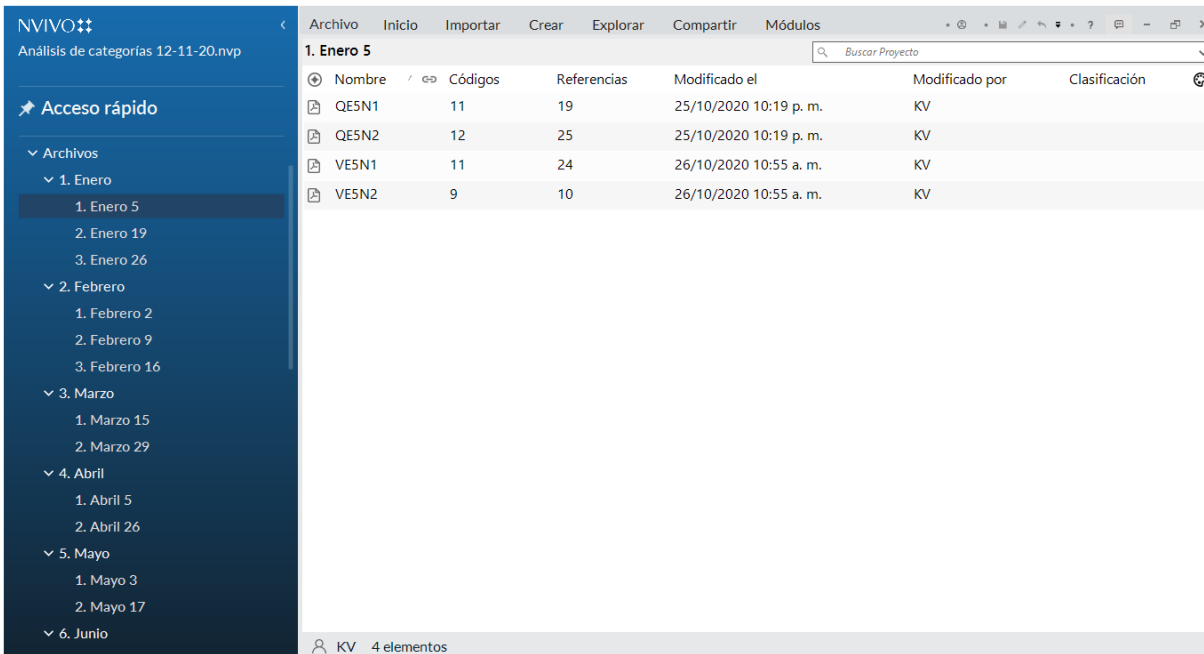 NVIVO
Análisis de categorías 12-11-20.nvp
Acceso rápido
Archivos
1. Enero
1. Enero 5
2. Enero 19
3. Enero 26
2. Febrero
1. Febrero 2
2. Febrero 9
3. Febrero 16
3. Marzo
1. Marzo 15
2. Marzo 29
4. Abril
1. Abril 5
2. Abril 26
5. Mayo
1. Mayo 3
2. Mayo 17
6. Junio
Archivo Inicio Importar Crear Explorar Compartir Módulos ?
1. Enero 5 Buscar Proyecto
Nombre Códigos Referencias Modificado el Modificado por Clasificación
QE5N1 11 19 25/10/2020 10:19 p. m. KV
QE5N2 12 25 25/10/2020 10:19 p. m. KV
VE5N1 11 24 26/10/2020 10:55 a. m. KV
VE5N2 9 10 26/10/2020 10:55 a. m. KV
KV 4 elementos